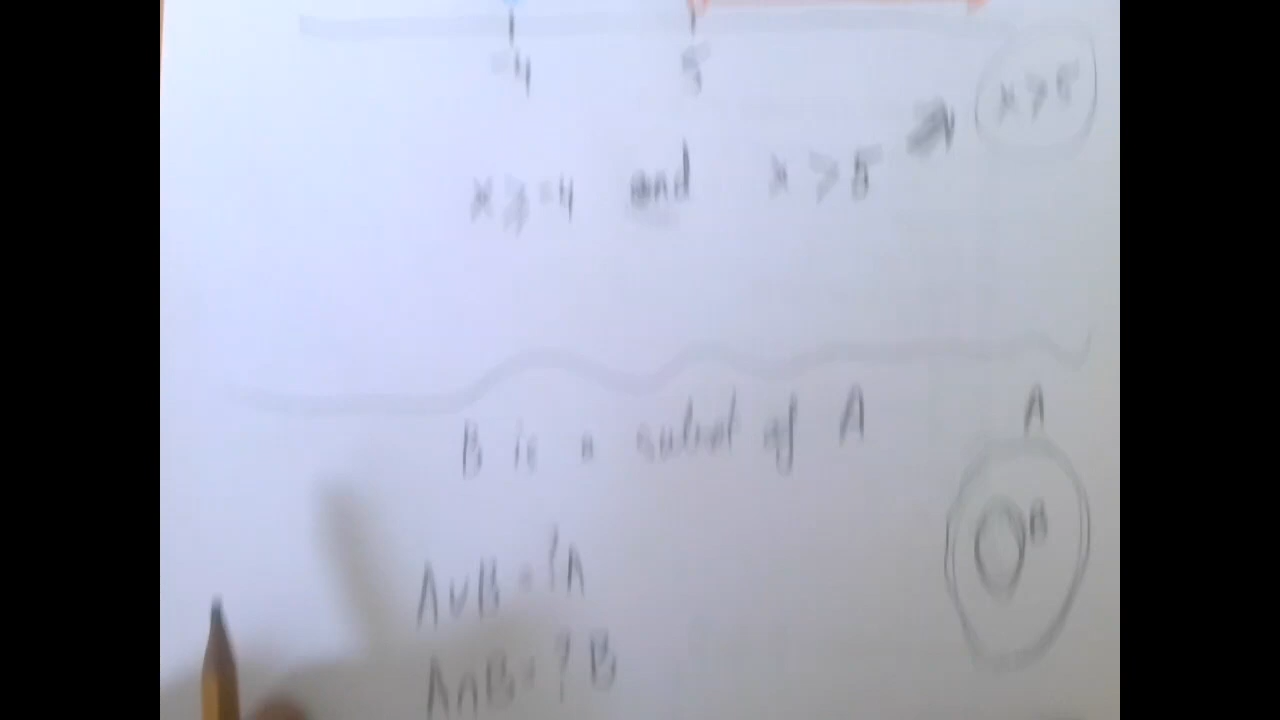 -4 5
x ≥ -4 and x > 5 ⇒ x > 5
B is a subset of A
A
B
A∪B = ? A
A∩B = ? B